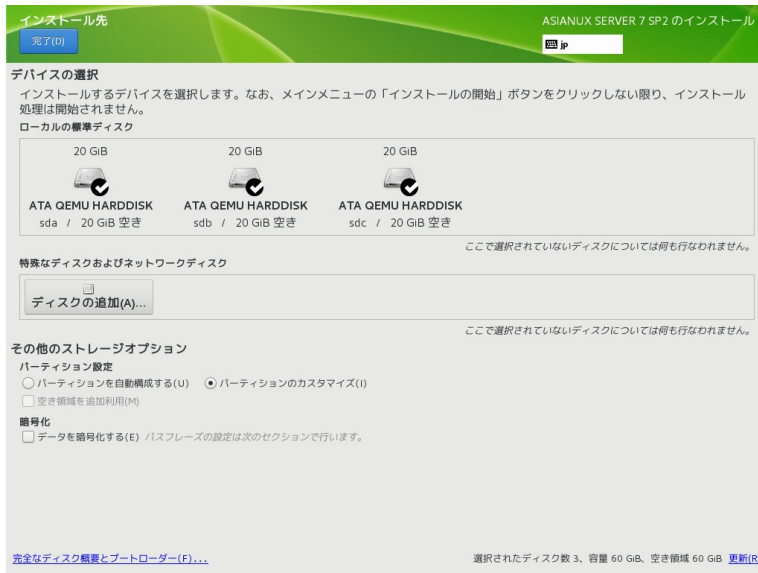 インストール先
ASIANUX SERVER 7 SP2 のインストール
完了(D)
jp
デバイスの選択
インストールするデバイスを選択します。なお、メインメニューの「インストールの開始」ボタンをクリックしない限り、インストール
処理は開始されません。
ローカルの標準ディスク
20 GiB 20 GiB 20 GiB
ATA QEMU HARDDISK ATA QEMU HARDDISK ATA QEMU HARDDISK
sda / 20 GiB 空き sdb / 20 GiB 空き sdc / 20 GiB 空き
ここで選択されていないディスクについては何も行なわれません。
特殊なディスクおよびネットワークディスク
ディスクの追加(A)...
ここで選択されていないディスクについては何も行なわれません。
その他のストレージオプション
パーティション設定
パーティションを自動構成する(U) パーティションのカスタマイズ(I)
空き領域を追加利用(M)
暗号化
データを暗号化する(E) パスフレーズの設定は次のセクションで行います。
完全なディスク概要とブートローダー(F)... 選択されたディスク数 3、容量 60 GiB、空き領域 60 GiB 更新(R